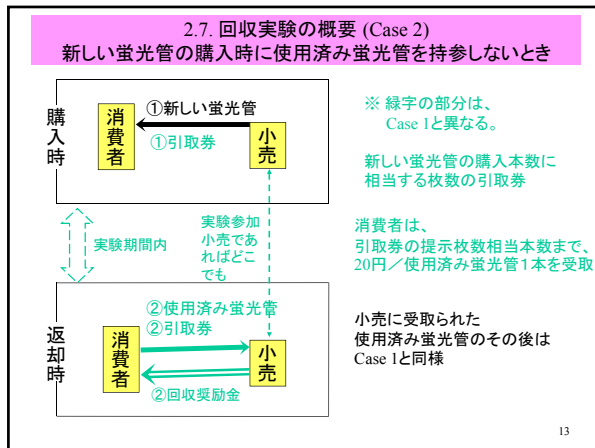 2.7. 回収実験の概要 (Case 2)
新しい蛍光管の購入時に使用済み蛍光管を持参しないとき
購入時
消費者
①新しい蛍光管
①引取券
小売
※ 緑字の部分は、
Case 1と異なる。
新しい蛍光管の購入本数に
相当する枚数の引取券
実験期間内
実験参加
小売であ
ればどこ
でも
消費者は、
引取券の提示枚数相当本数まで、
20円／使用済み蛍光管1本を受取
返却時
消費者
②使用済み蛍光管
②引取券
小売
②回収奨励金
小売に受取られた
使用済み蛍光管のその後は
Case 1と同様
13